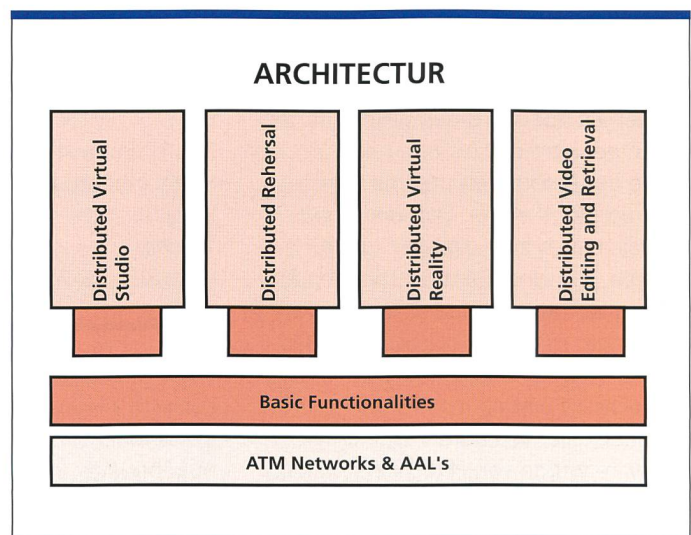 ARCHITECTUR
Distributed Virtual
Studio
Distributed Rehersal
Distributed Virtual
Reality
Distributed Video
Editing and Retrieval
Basic Functionalities
ATM Networks & AAL's